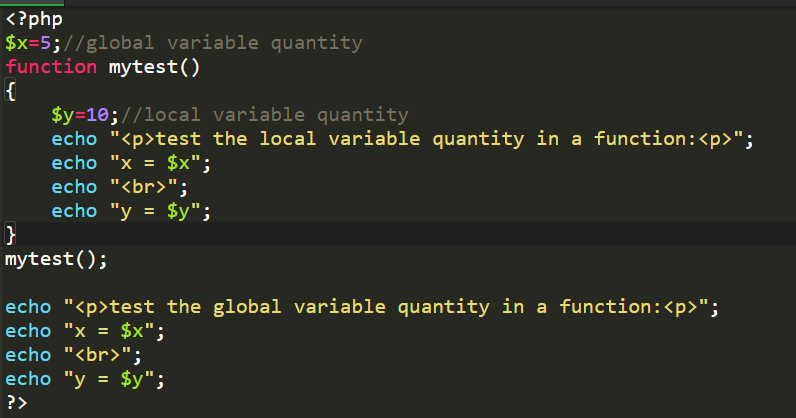 <?php
$x=5;//global variable quantity
function mytest()
{
    $y=10;//local variable quantity
    echo "<p>test the local variable quantity in a function:<p>";
    echo "x = $x";
    echo "<br>";
    echo "y = $y";
}
mytest();

echo "<p>test the global variable quantity in a function:<p>";
echo "x = $x";
echo "<br>";
echo "y = $y";
?>